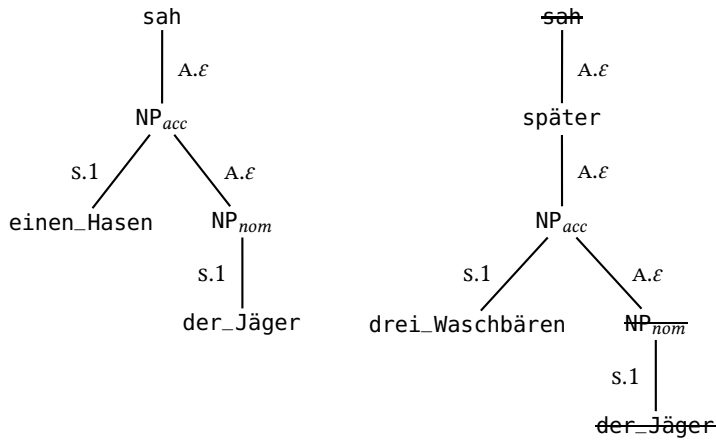 sah sah
A.ε A.ε
NP_acc später
s.1 A.ε A.ε
einen_Hasen NP_nom NP_acc
s.1 s.1 A.ε
der_Jäger drei_Waschbären NP_nom
s.1
der_Jäger